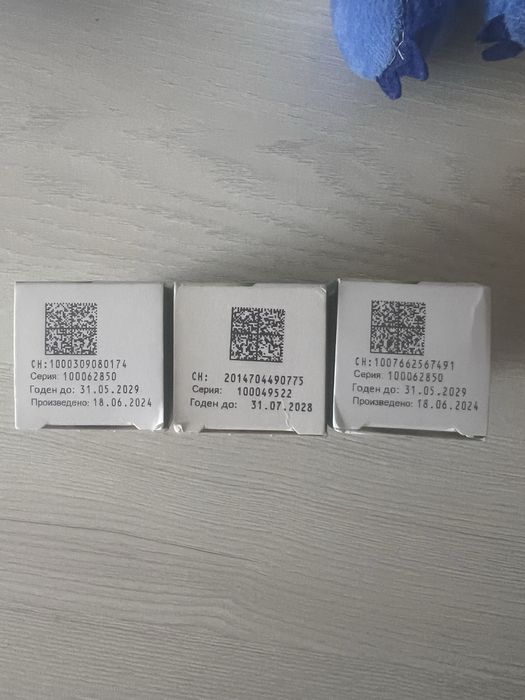 СН:1000309080174
Серия: 100062850
Годен до: 31.05.2029
Произведено: 18.06.2024
СН: 2014704490775
Серия: 100049522
Годен до: 31.07.2028
СН:1007662567491
Серия: 100062850
Годен до: 31.05.2029
Произведено: 18.06.2024